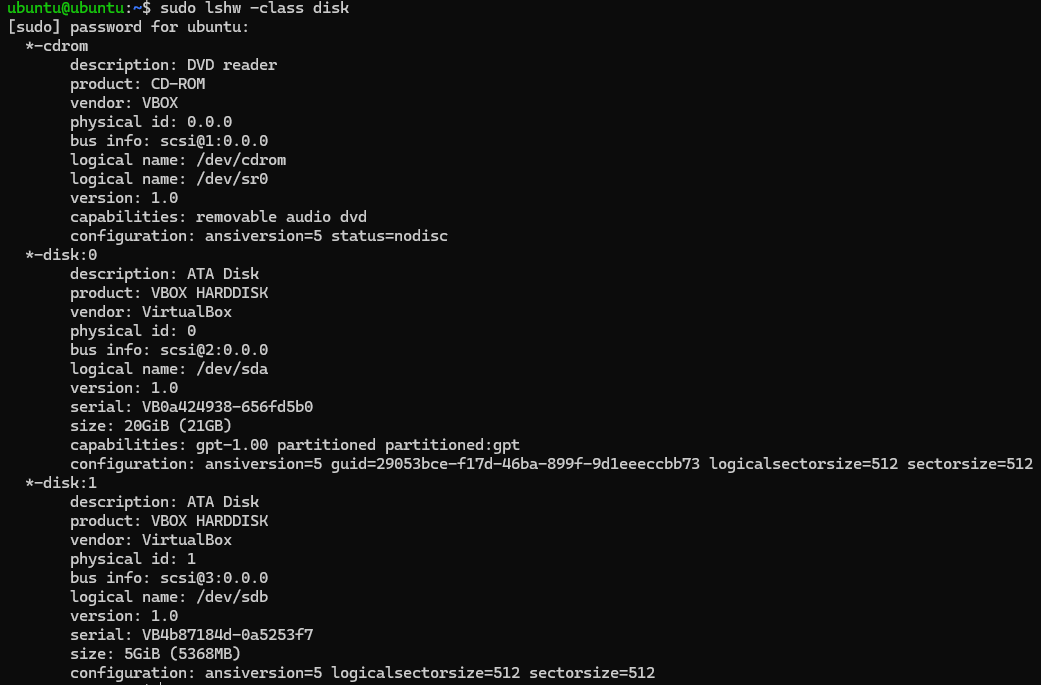 ubuntu@ubuntu:~$ sudo lshw -class disk
[sudo] password for ubuntu:
  *-cdrom
       description: DVD reader
       product: CD-ROM
       vendor: VBOX
       physical id: 0.0.0
       bus info: scsi@1:0.0.0
       logical name: /dev/cdrom
       logical name: /dev/sr0
       version: 1.0
       capabilities: removable audio dvd
       configuration: ansiversion=5 status=nodisc
  *-disk:0
       description: ATA Disk
       product: VBOX HARDDISK
       vendor: VirtualBox
       physical id: 0
       bus info: scsi@2:0.0.0
       logical name: /dev/sda
       version: 1.0
       serial: VB0a424938-656fd5b0
       size: 20GiB (21GB)
       capabilities: gpt-1.00 partitioned partitioned:gpt
       configuration: ansiversion=5 guid=29053bce-f17d-46ba-899f-9d1eeeccbb73 logicalsectorsize=512 sectorsize=512
  *-disk:1
       description: ATA Disk
       product: VBOX HARDDISK
       vendor: VirtualBox
       physical id: 1
       bus info: scsi@3:0.0.0
       logical name: /dev/sdb
       version: 1.0
       serial: VB4b87184d-0a5253f7
       size: 5GiB (5368MB)
       configuration: ansiversion=5 logicalsectorsize=512 sectorsize=512